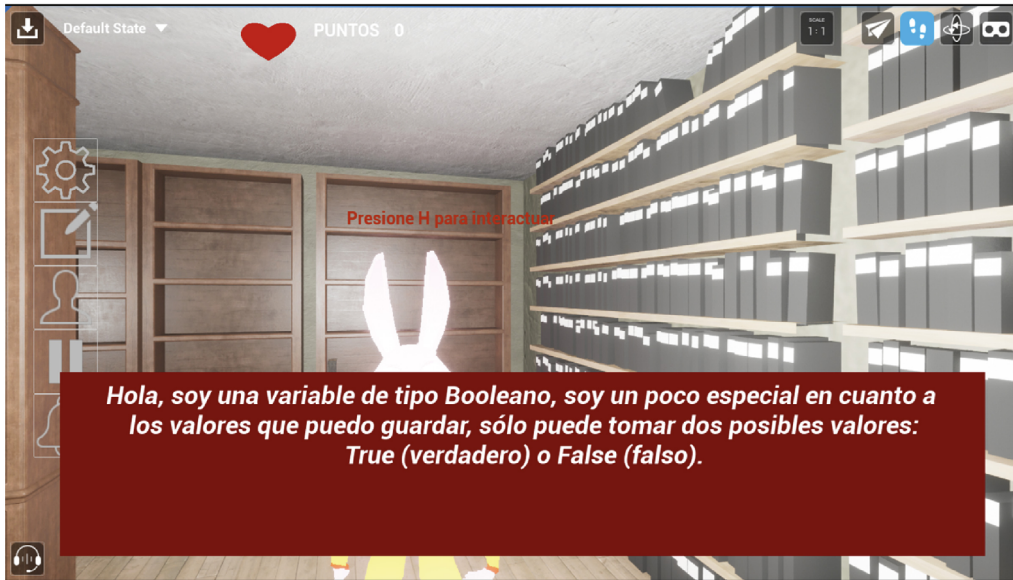 Default State
PUNTOS 0
SCALE
1:1
Presione H para interactuar
Hola, soy una variable de tipo Booleano, soy un poco especial en cuanto a
los valores que puedo guardar, sólo puede tomar dos posibles valores:
True (verdadero) o False (falso).